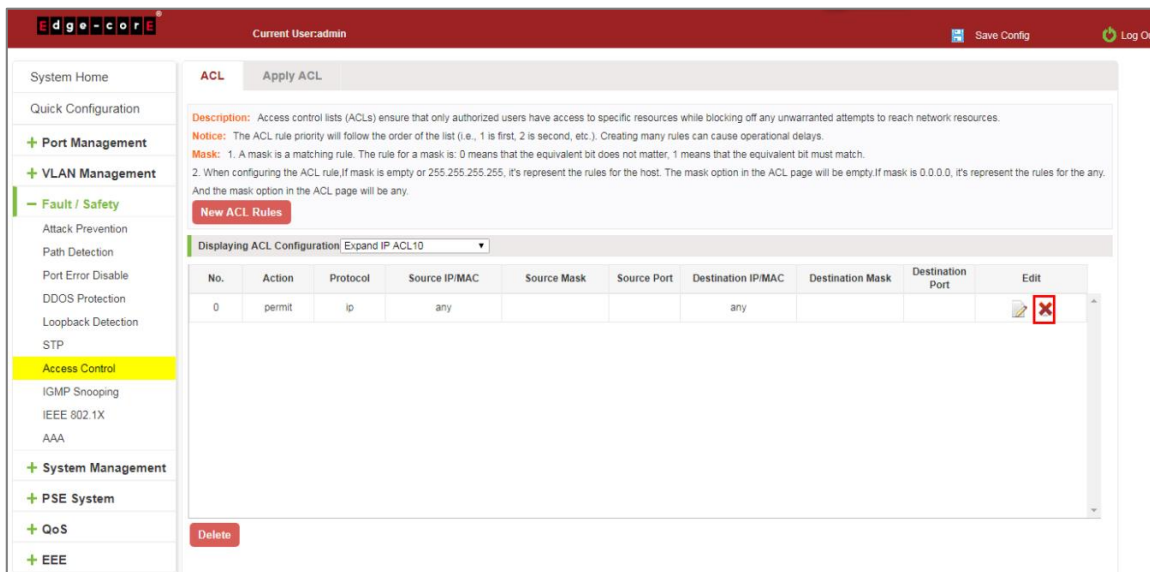 Edge-corE
Current User:admin
Save Config
Log Ou
System Home
Quick Configuration
+ Port Management
+ VLAN Management
− Fault / Safety
Attack Prevention
Path Detection
Port Error Disable
DDOS Protection
Loopback Detection
STP
Access Control
IGMP Snooping
IEEE 802.1X
AAA
+ System Management
+ PSE System
+ QoS
+ EEE
ACL
Apply ACL
Description: Access control lists (ACLs) ensure that only authorized users have access to specific resources while blocking off any unwarranted attempts to reach network resources.
Notice: The ACL rule priority will follow the order of the list (i.e., 1 is first, 2 is second, etc.). Creating many rules can cause operational delays.
Mask: 1. A mask is a matching rule. The rule for a mask is: 0 means that the equivalent bit does not matter, 1 means that the equivalent bit must match.
2. When configuring the ACL rule,If mask is empty or 255.255.255.255, it's represent the rules for the host. The mask option in the ACL page will be empty.If mask is 0.0.0.0, it's represent the rules for the any.
And the mask option in the ACL page will be any.
New ACL Rules
Displaying ACL Configuration Expand IP ACL10
No. Action Protocol Source IP/MAC Source Mask Source Port Destination IP/MAC Destination Mask Destination Port Edit
0 permit ip any any
Delete